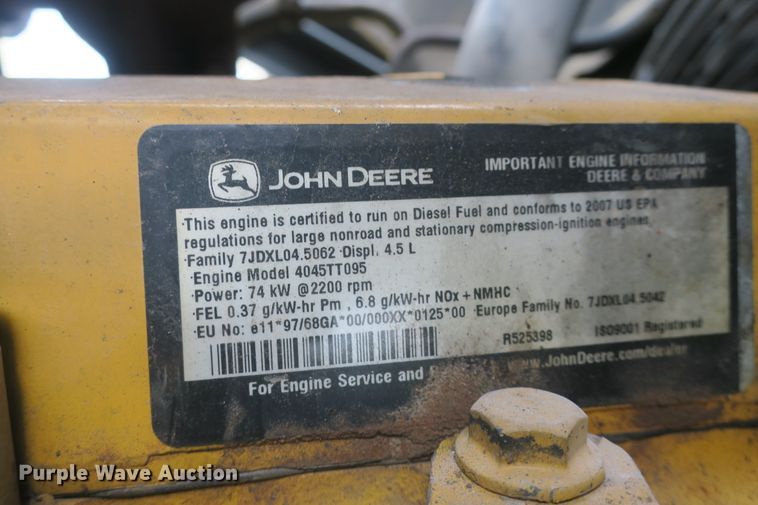 JOHN DEERE
IMPORTANT ENGINE INFORMATION
DEERE & COMPANY
This engine is certified to run on Diesel Fuel and conforms to 2007 US EPA
regulations for large nonroad and stationary compression-ignition engines.
Family 7JDXL04.5062 Displ. 4.5 L
Engine Model 4045TT095
Power: 74 kW @2200 rpm
FEL 0.37 g/kW-hr Pm , 6.8 g/kW-hr NOx + NMHC
EU No: e11*97/68GA*00/000XX*0125*00 Europe Family No. 7JDXL04.5042
R525398 ISO9001 Registered
For Engine Service and www.JohnDeere.com/dealer
Purple Wave Auction